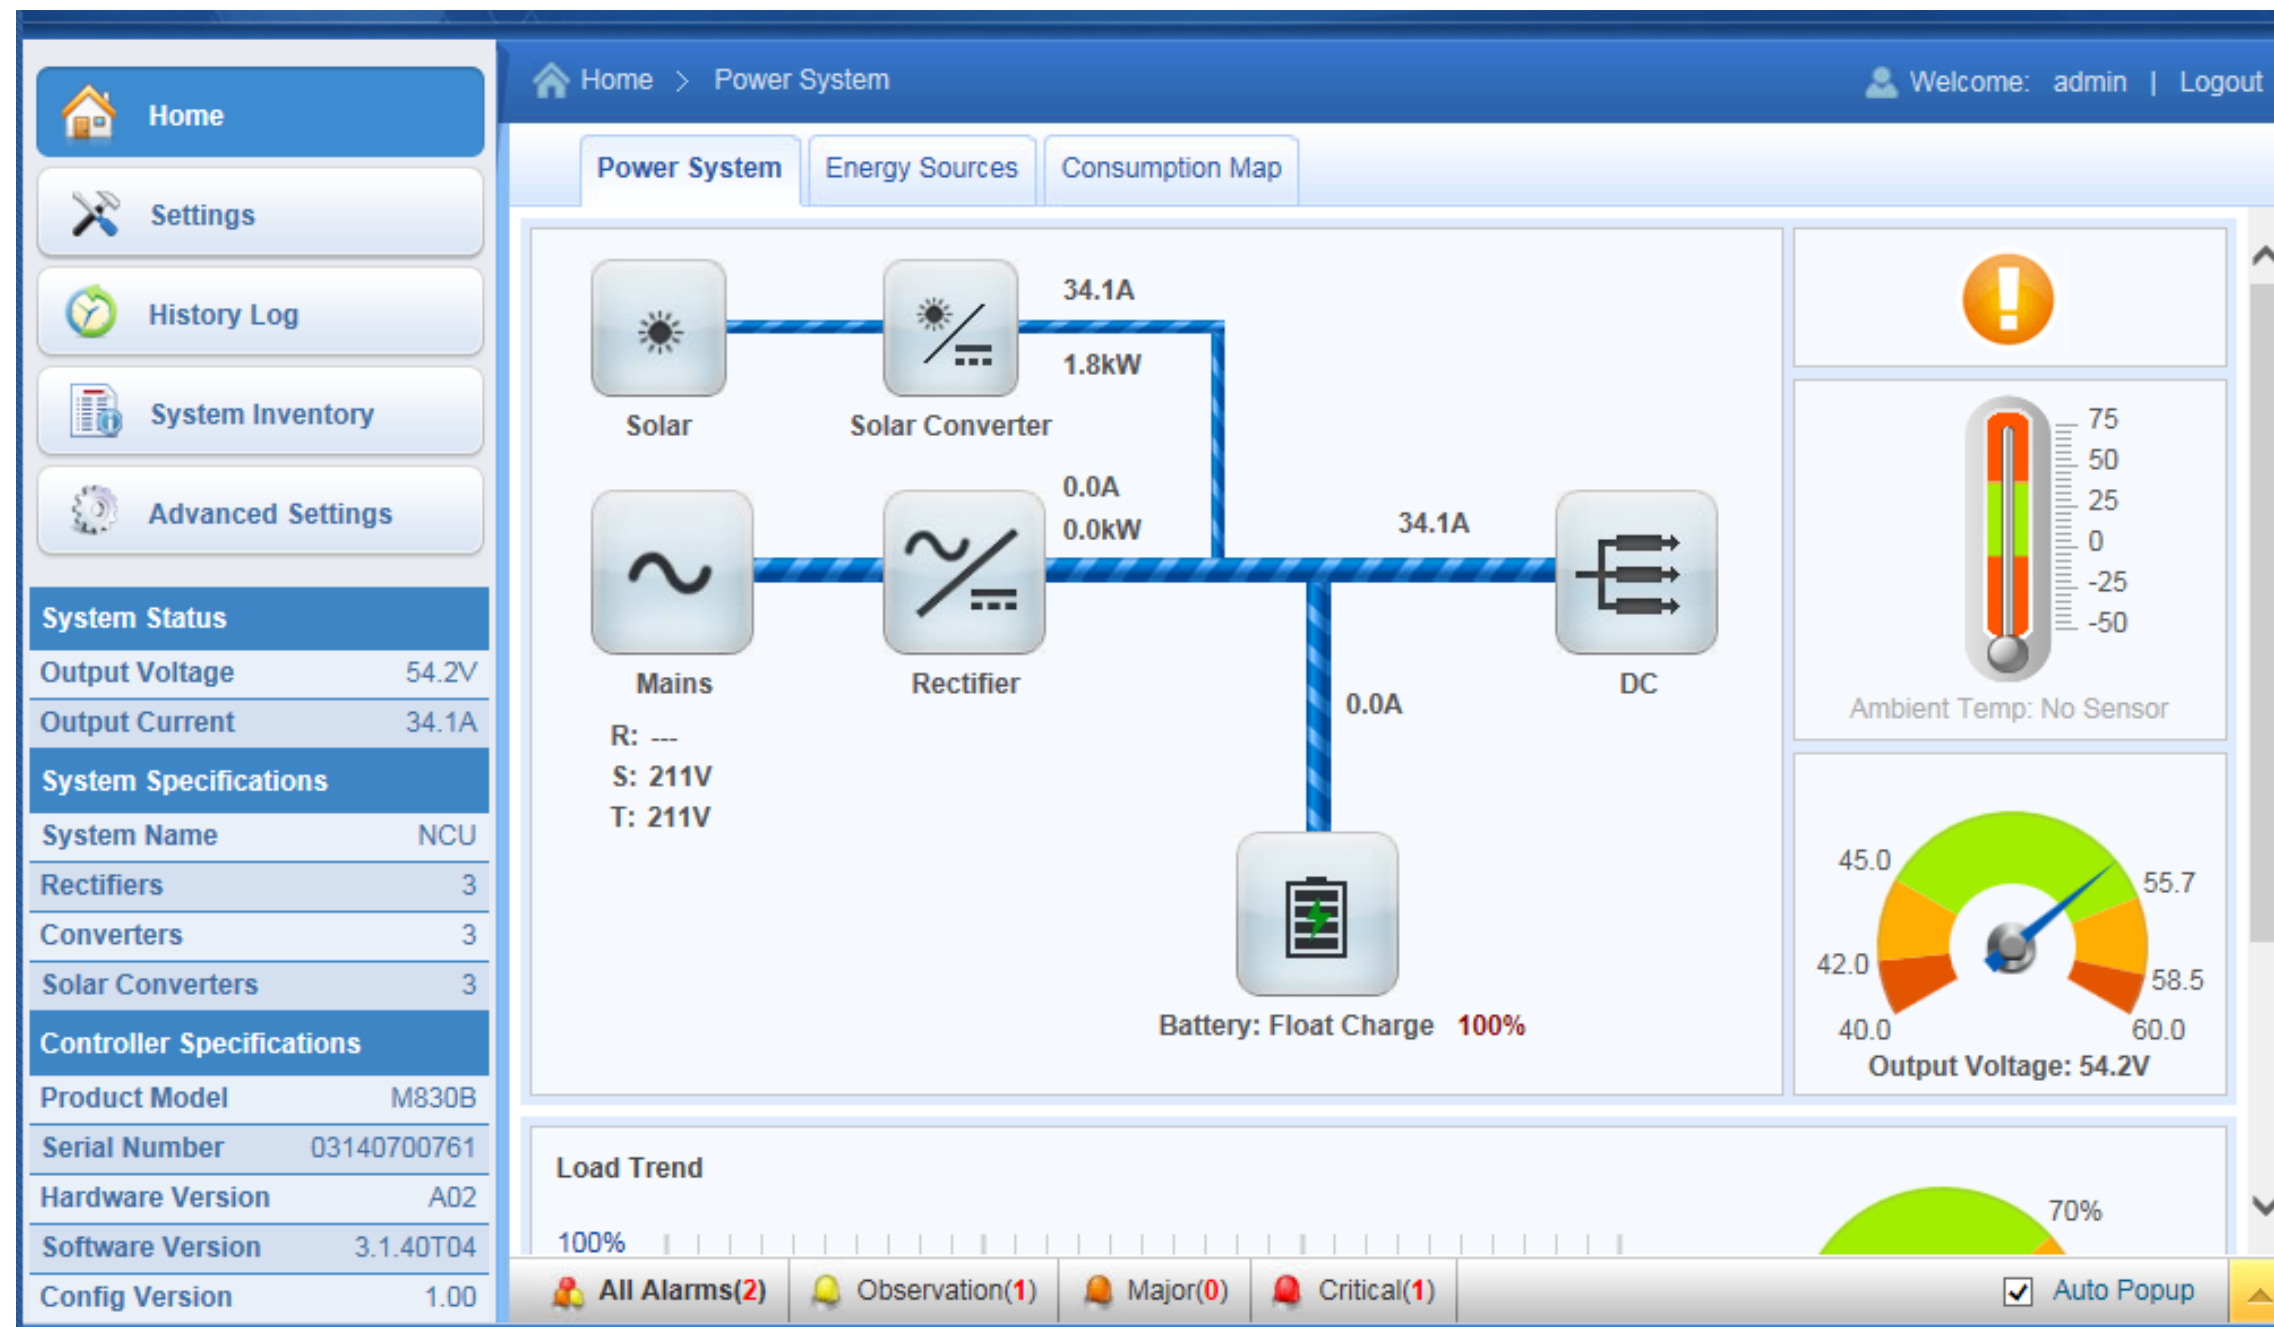 Home
Settings
History Log
System Inventory
Advanced Settings
System Status
Output Voltage 54.2V
Output Current 34.1A
System Specifications
System Name NCU
Rectifiers 3
Converters 3
Solar Converters 3
Controller Specifications
Product Model M830B
Serial Number 03140700761
Hardware Version A02
Software Version 3.1.40T04
Config Version 1.00
Home > Power System
Welcome: admin | Logout
Power System Energy Sources Consumption Map
34.1A
1.8kW
Solar Solar Converter
0.0A
0.0kW
34.1A
Mains Rectifier DC
0.0A
R: ---
S: 211V
T: 211V
Battery: Float Charge 100%
75
50
25
0
-25
-50
Ambient Temp: No Sensor
45.0
55.7
42.0
58.5
40.0
60.0
Output Voltage: 54.2V
Load Trend
100%
70%
All Alarms(2) Observation(1) Major(0) Critical(1)
Auto Popup